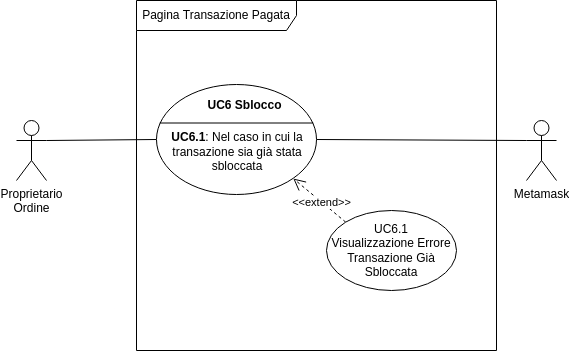 Pagina Transazione Pagata
UC6 Sblocco
UC6.1: Nel caso in cui la
transazione sia già stata
sbloccata
Proprietario
Ordine
Metamask
<<extend>>
UC6.1
Visualizzazione Errore
Transazione Già
Sbloccata